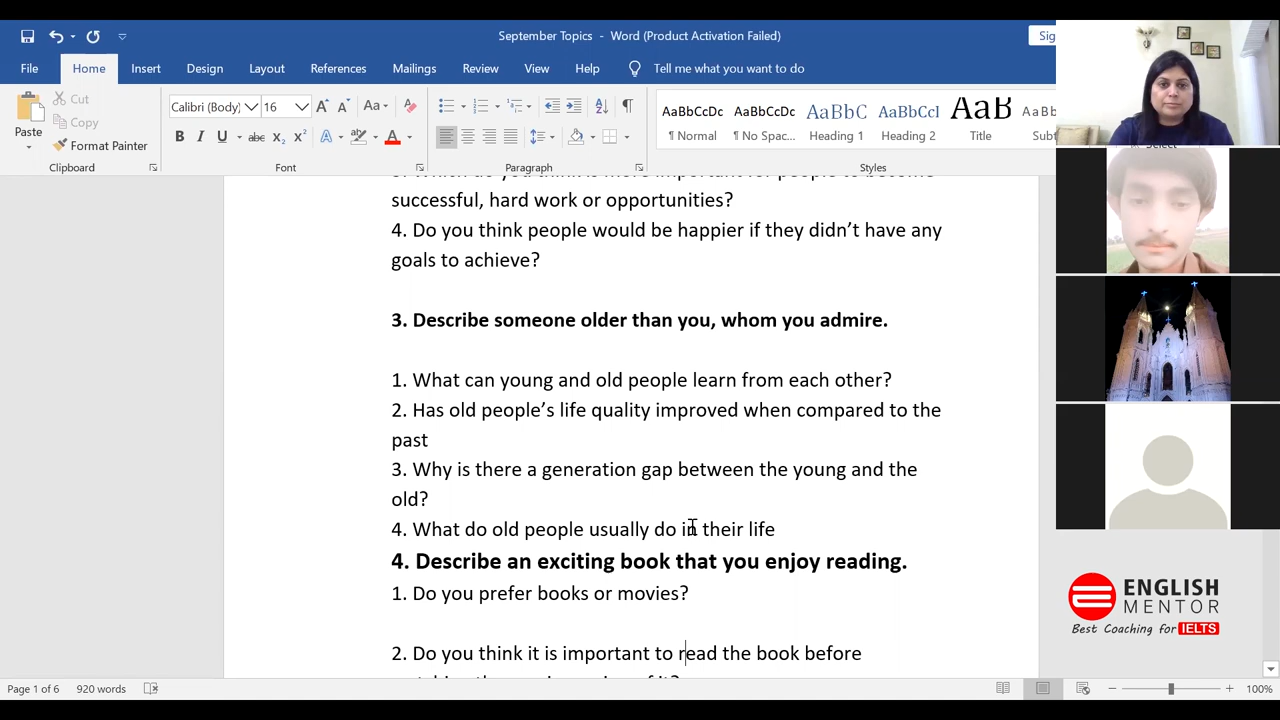 September Topics - Word (Product Activation Failed)
Sig
File Home Insert Design Layout References Mailings Review View Help Tell me what you want to do
Paste
Cut
Copy
Format Painter
Calibri (Body) 16
AaBbCcDc AaBbCcDc AaBbC AaBbCcI AaB AaBbC
¶ Normal ¶ No Spac... Heading 1 Heading 2 Title Subt
Select
Clipboard Font Paragraph Styles
successful, hard work or opportunities?
4. Do you think people would be happier if they didn’t have any
goals to achieve?
3. Describe someone older than you, whom you admire.
1. What can young and old people learn from each other?
2. Has old people’s life quality improved when compared to the
past
3. Why is there a generation gap between the young and the
old?
4. What do old people usually do in their life
4. Describe an exciting book that you enjoy reading.
1. Do you prefer books or movies?
2. Do you think it is important to read the book before
ENGLISH
MENTOR
Best Coaching for IELTS
Page 1 of 6 920 words 100%